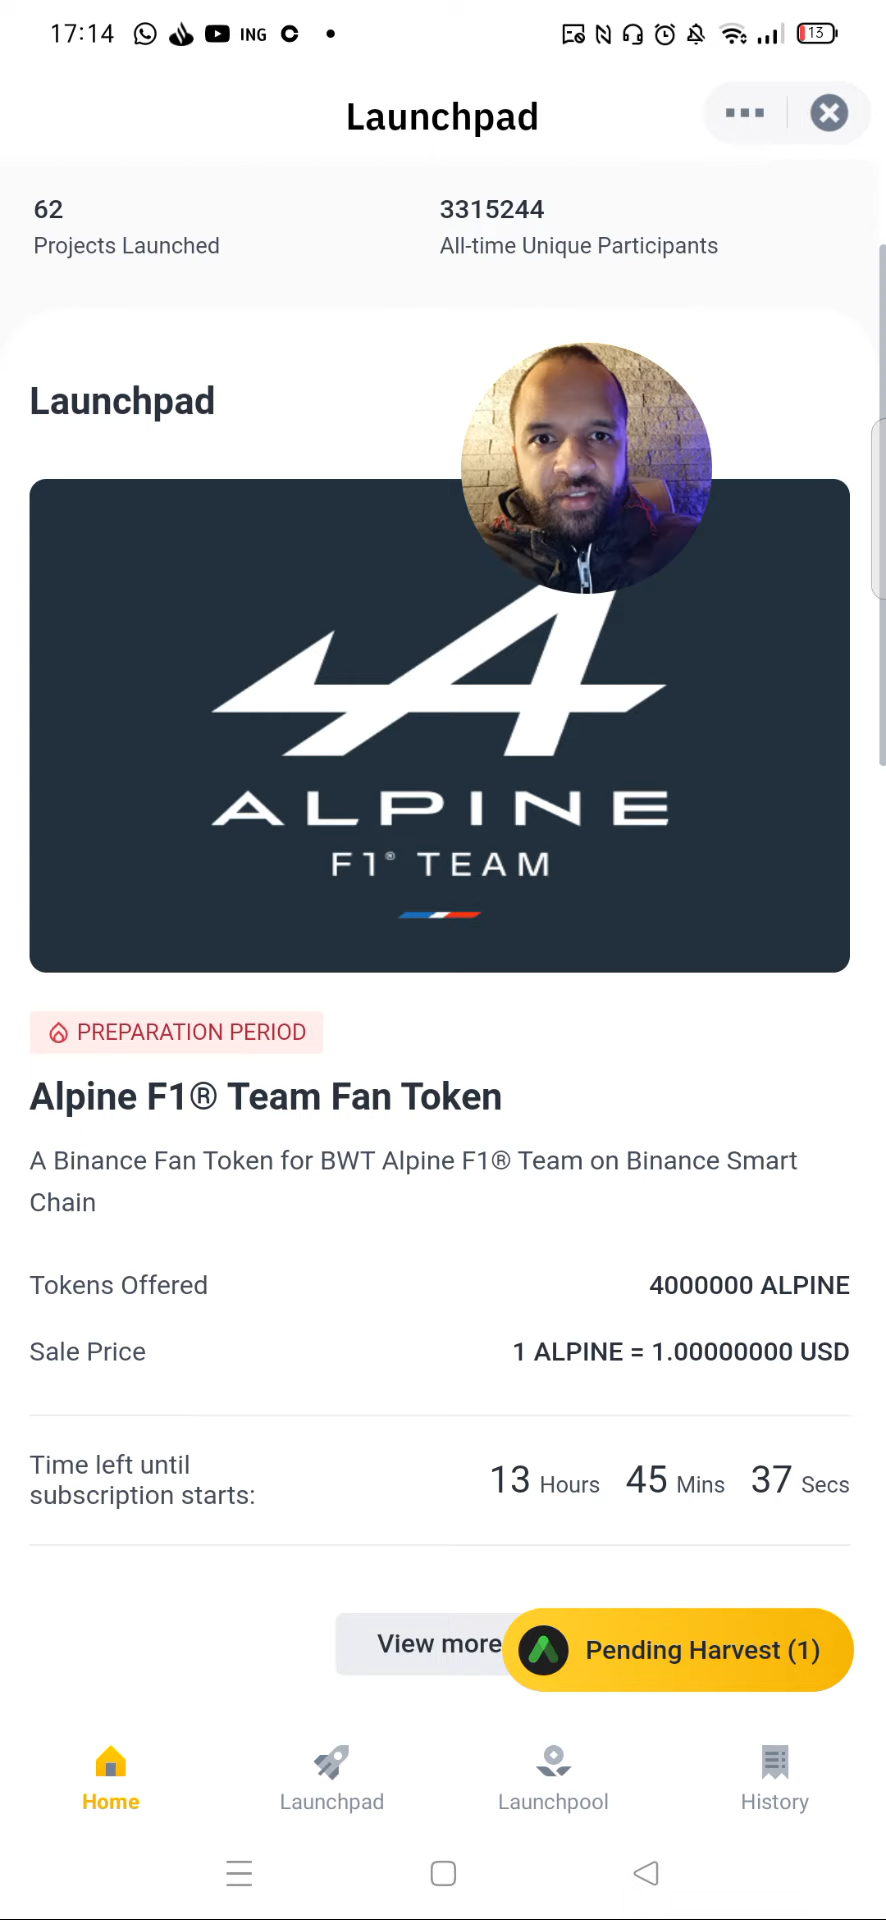 17:14 ING 13
Launchpad
62 3315244
Projects Launched All-time Unique Participants
Launchpad
ALPINE
F1® TEAM
PREPARATION PERIOD
Alpine F1® Team Fan Token
A Binance Fan Token for BWT Alpine F1® Team on Binance Smart
Chain
Tokens Offered 4000000 ALPINE
Sale Price 1 ALPINE = 1.00000000 USD
Time left until
subscription starts: 13 Hours 45 Mins 37 Secs
View more Pending Harvest (1)
Home Launchpad Launchpool History